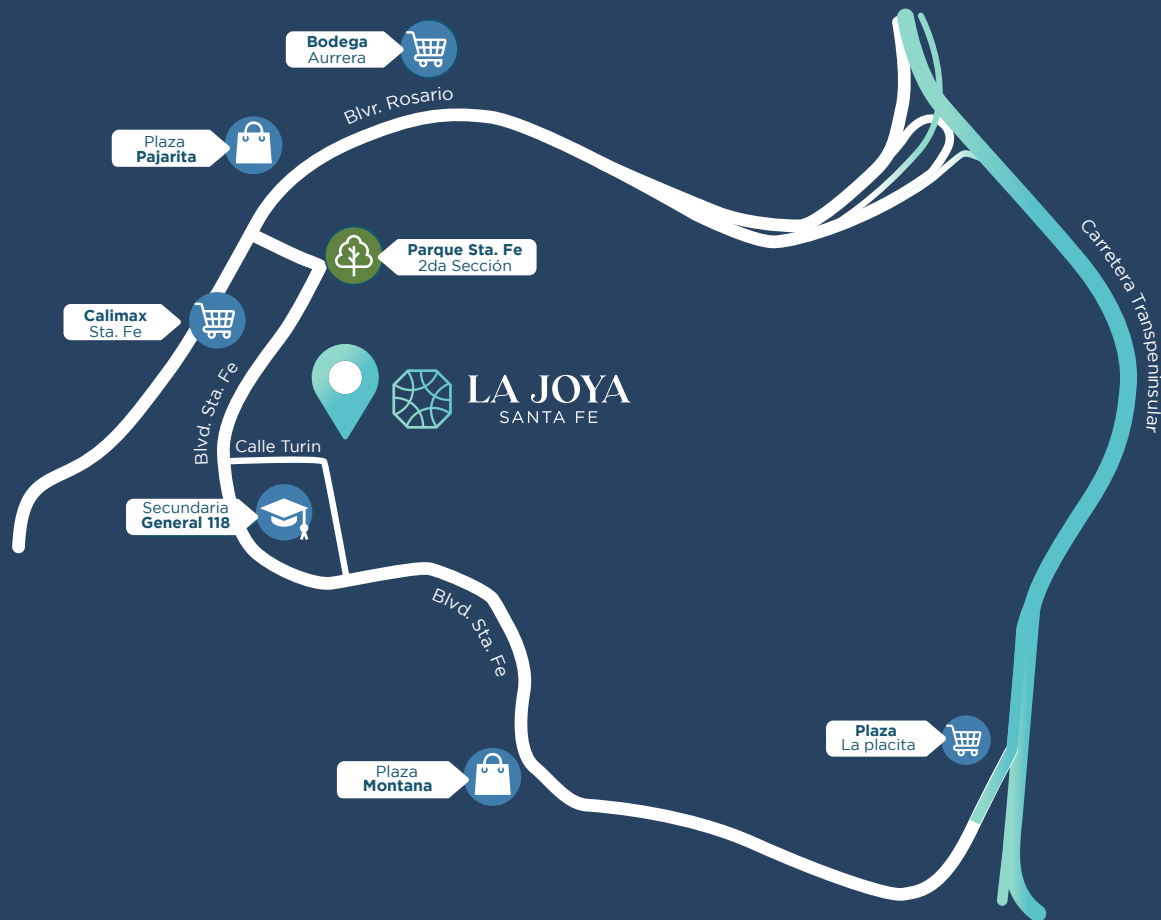 Bodega
Aurrera
Blvr. Rosario
Plaza
Pajarita
Parque Sta. Fe
2da Sección
Carretera Transpeninsular
Calimax
Sta. Fe
Blvd. Sta. Fe
LA JOYA
SANTA FE
Calle Turin
Secundaria
General 118
Blvd. Sta. Fe
Plaza
La placita
Plaza
Montana